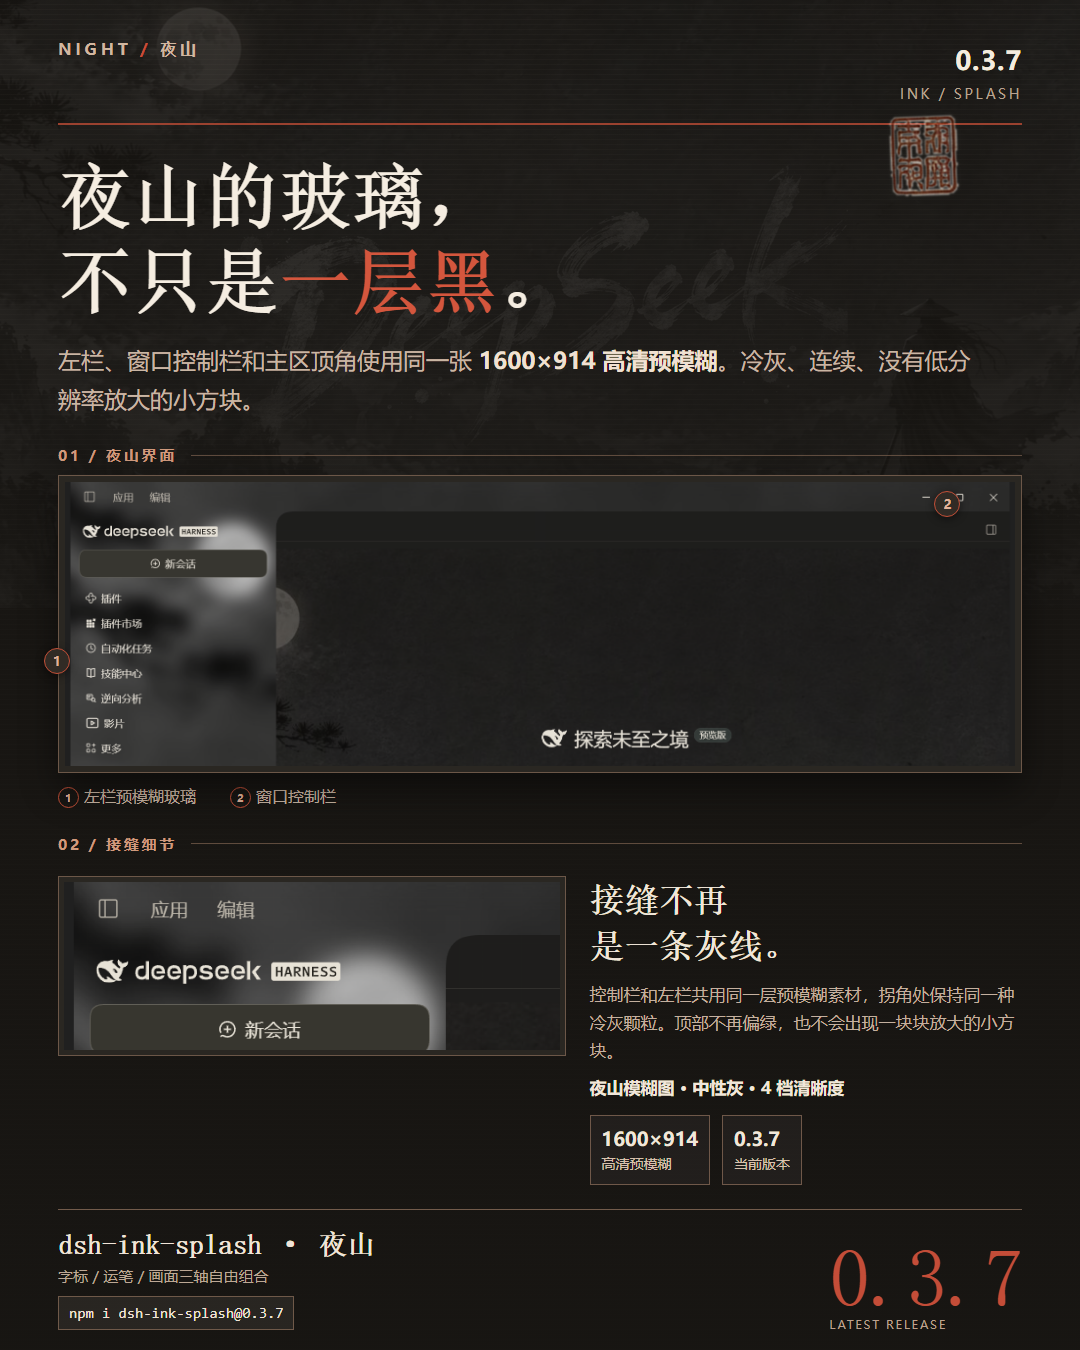 NIGHT / 夜山
0.3.7
INK / SPLASH
夜山的玻璃，
不只是一层黑。
DeepSeek
左栏、窗口控制栏和主区顶角使用同一张 1600×914 高清预模糊。冷灰、连续、没有低分
辨率放大的小方块。
01 / 夜山界面
应用 编辑
2
deepseek HARNESS
新会话
插件
插件市场
自动化任务
1
技能中心
逆向分析
影片
更多
探索未至之境 预览版
1 左栏预模糊玻璃 2 窗口控制栏
02 / 接缝细节
应用 编辑
deepseek HARNESS
新会话
接缝不再
是一条灰线。
控制栏和左栏共用同一层预模糊素材，拐角处保持同一种
冷灰颗粒。顶部不再偏绿，也不会出现一块块放大的小方
块。
夜山模糊图 · 中性灰 · 4 档清晰度
1600×914
高清预模糊
0.3.7
当前版本
dsh-ink-splash · 夜山
字标 / 运笔 / 画面三轴自由组合
npm i dsh-ink-splash@0.3.7
0.3.7
LATEST RELEASE